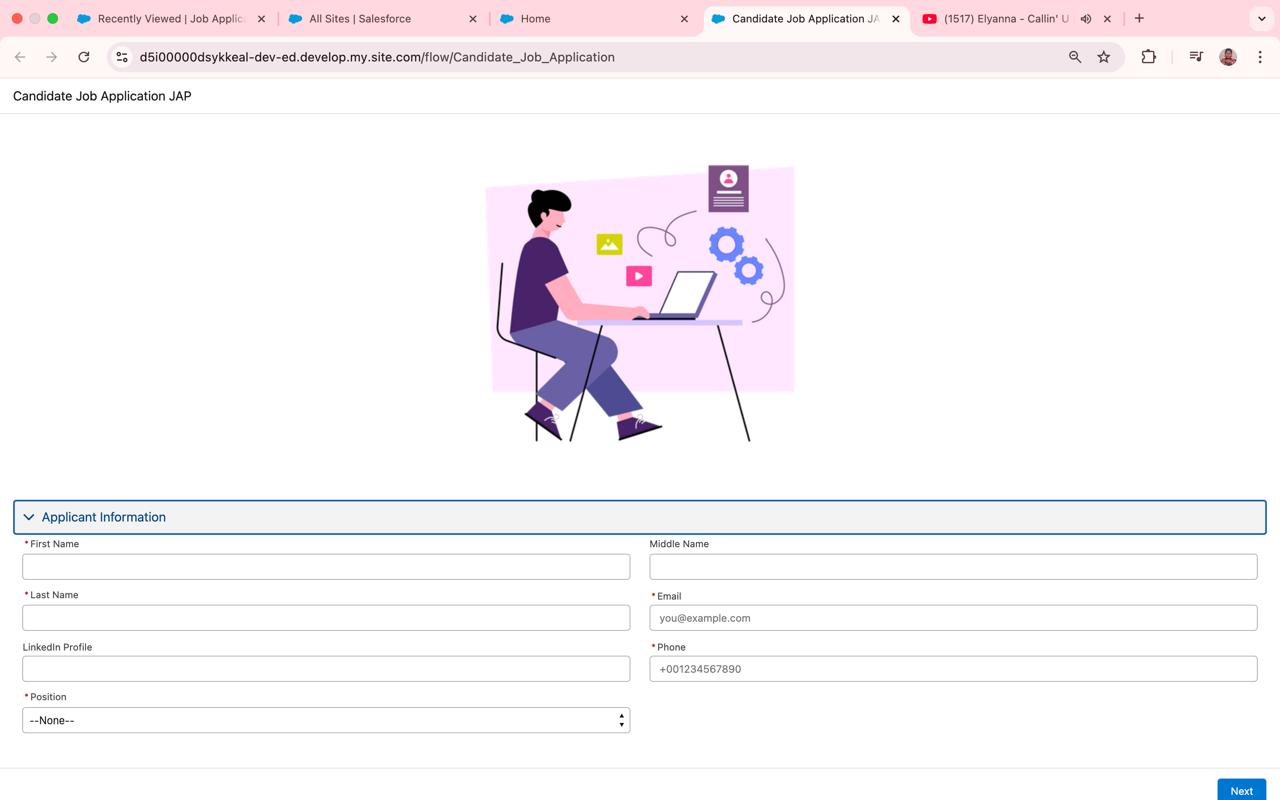 Recently Viewed | Job Applic
All Sites | Salesforce
Home
Candidate Job Application JA
(1517) Elyanna - Callin' U
d5i00000dsykkeal-dev-ed.develop.my.site.com/flow/Candidate_Job_Application
Candidate Job Application JAP
Applicant Information
* First Name
Middle Name
* Last Name
* Email
you@example.com
LinkedIn Profile
* Phone
+001234567890
* Position
--None--
Next